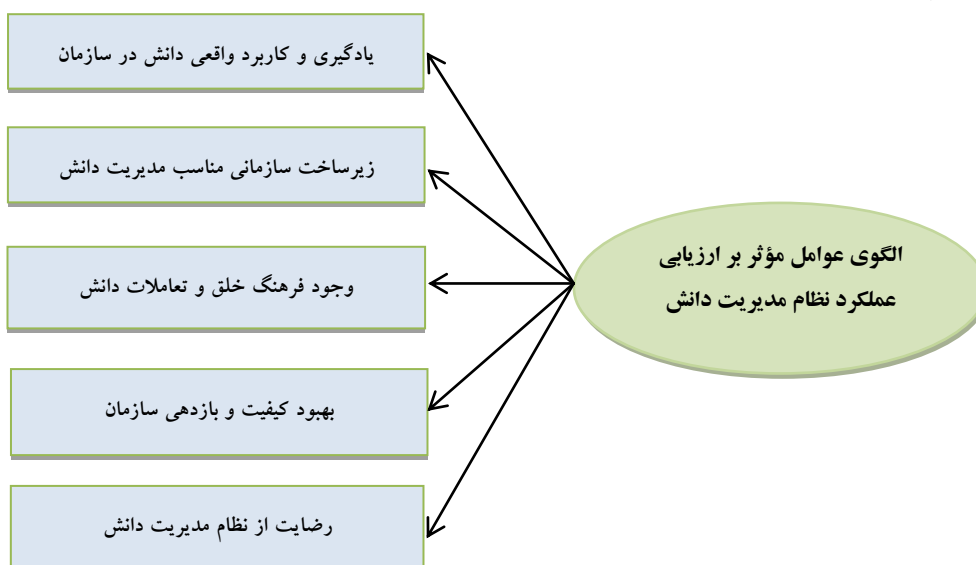 یادگیری و کاربرد واقعی دانش در سازمان
زیرساخت سازمانی مناسب مدیریت دانش
الگوی عوامل مؤثر بر ارزیابی
عملکرد نظام مدیریت دانش
وجود فرهنگ خلق و تعاملات دانش
بهبود کیفیت و بازدهی سازمان
رضایت از نظام مدیریت دانش